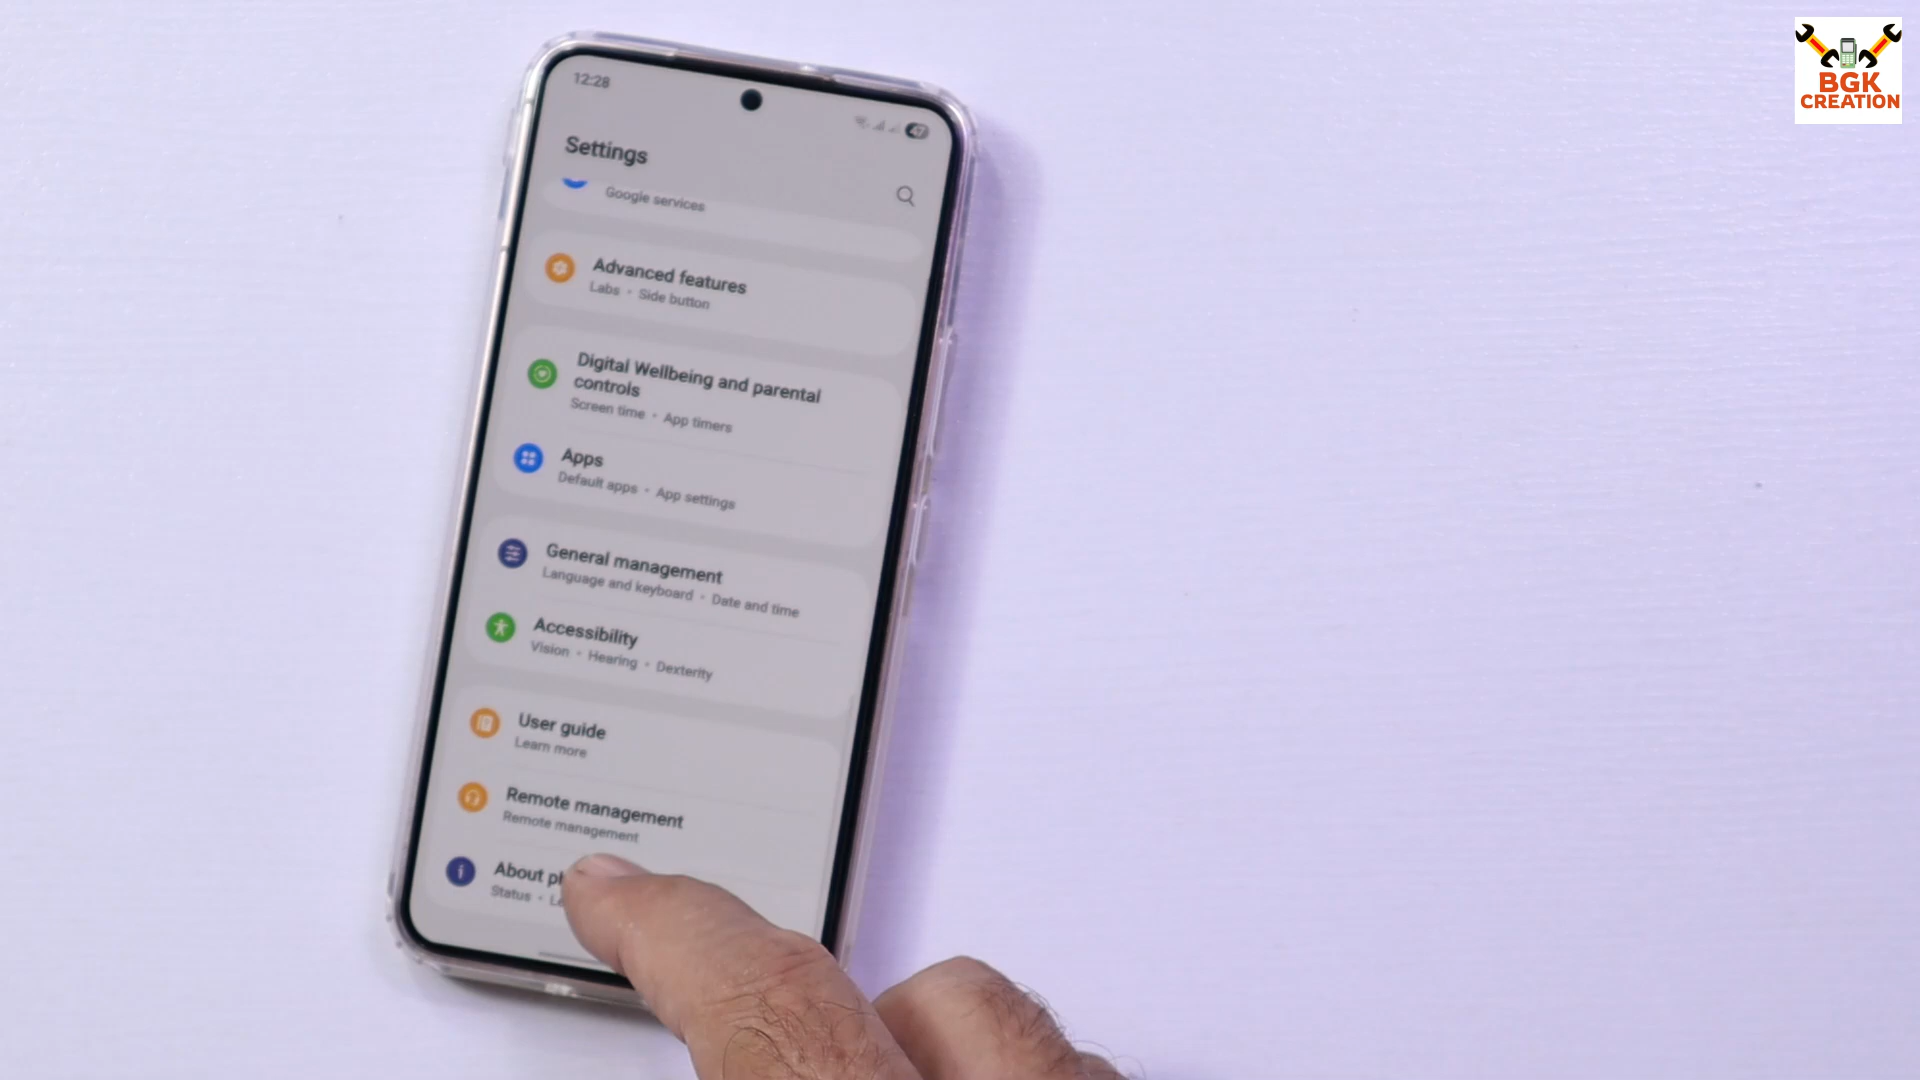 12:28
47
Settings
Google services
Advanced features
Labs • Side button
Digital Wellbeing and parental
controls
Screen time • App timers
Apps
Default apps • App settings
General management
Language and keyboard • Date and time
Accessibility
Vision • Hearing • Dexterity
User guide
Learn more
Remote management
Remote management
About
Status •
BGK
CREATION